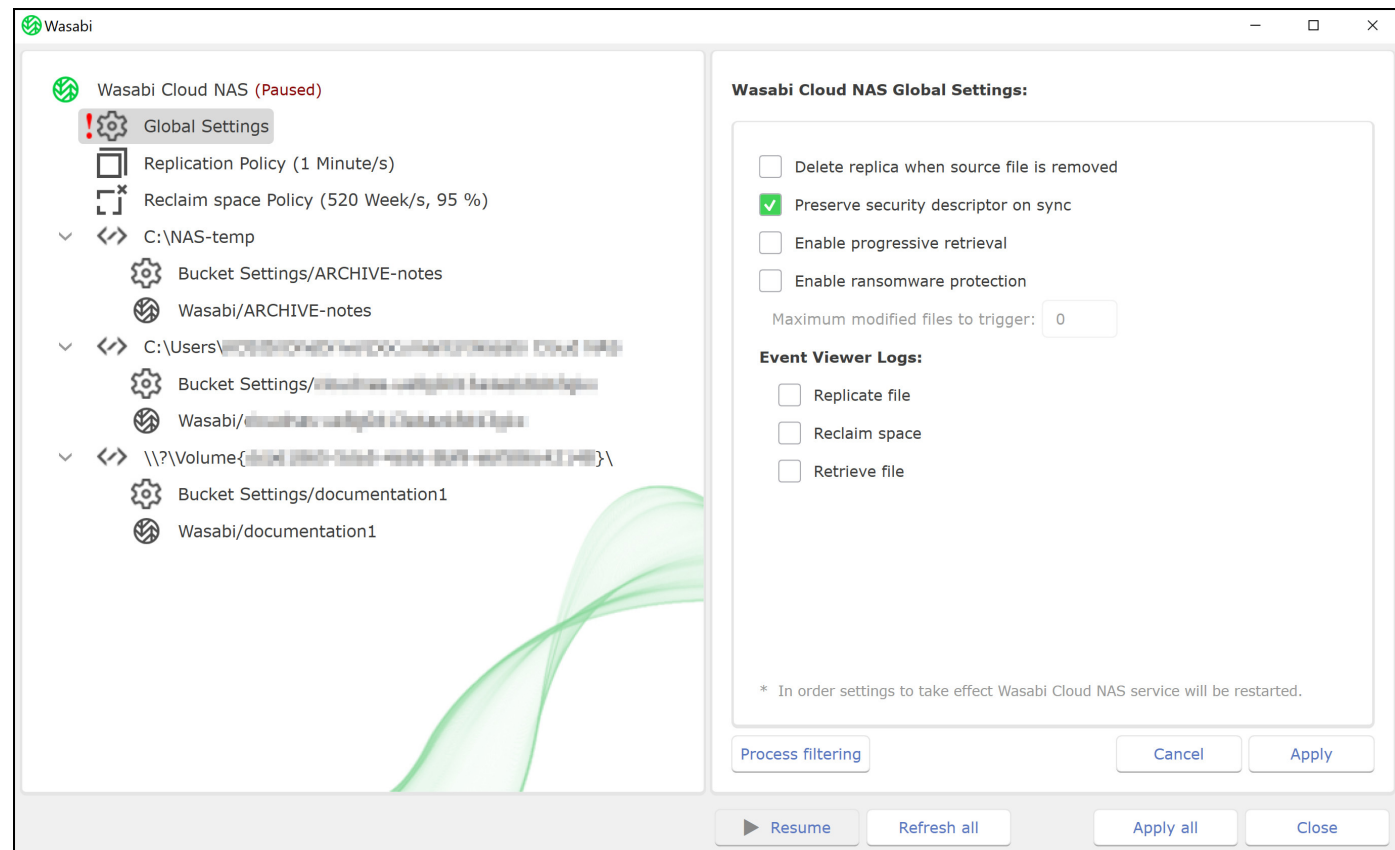 Wasabi
Wasabi Cloud NAS (Paused)
Global Settings
Replication Policy (1 Minute/s)
Reclaim space Policy (520 Week/s, 95 %)
C:\NAS-temp
Bucket Settings/ARCHIVE-notes
Wasabi/ARCHIVE-notes
C:\Users\
Bucket Settings/
Wasabi/
\\?\Volume{ }\
Bucket Settings/documentation1
Wasabi/documentation1
Wasabi Cloud NAS Global Settings:
Delete replica when source file is removed
Preserve security descriptor on sync
Enable progressive retrieval
Enable ransomware protection
Maximum modified files to trigger: 0
Event Viewer Logs:
Replicate file
Reclaim space
Retrieve file
* In order settings to take effect Wasabi Cloud NAS service will be restarted.
Process filtering Cancel Apply
Resume Refresh all Apply all Close